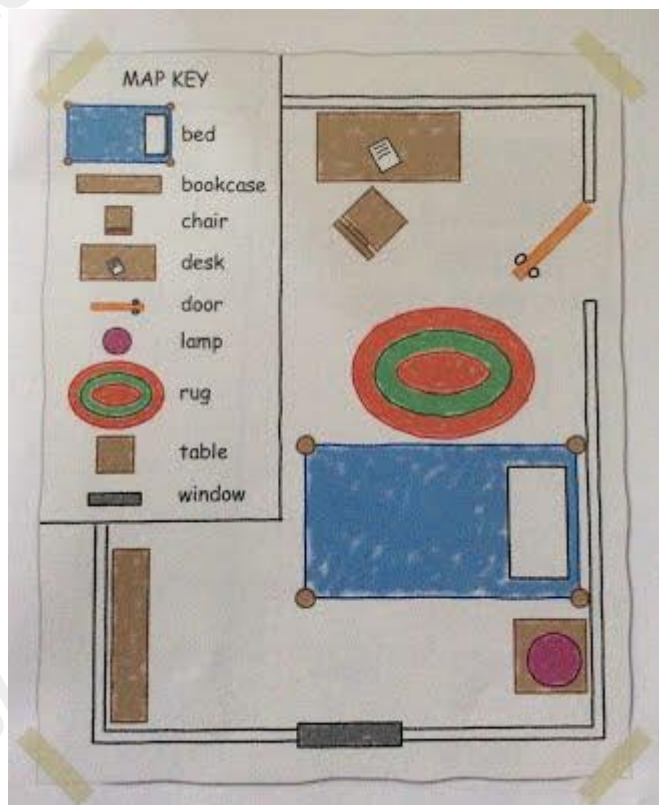 MAP KEY
bed
bookcase
chair
desk
door
lamp
rug
table
window